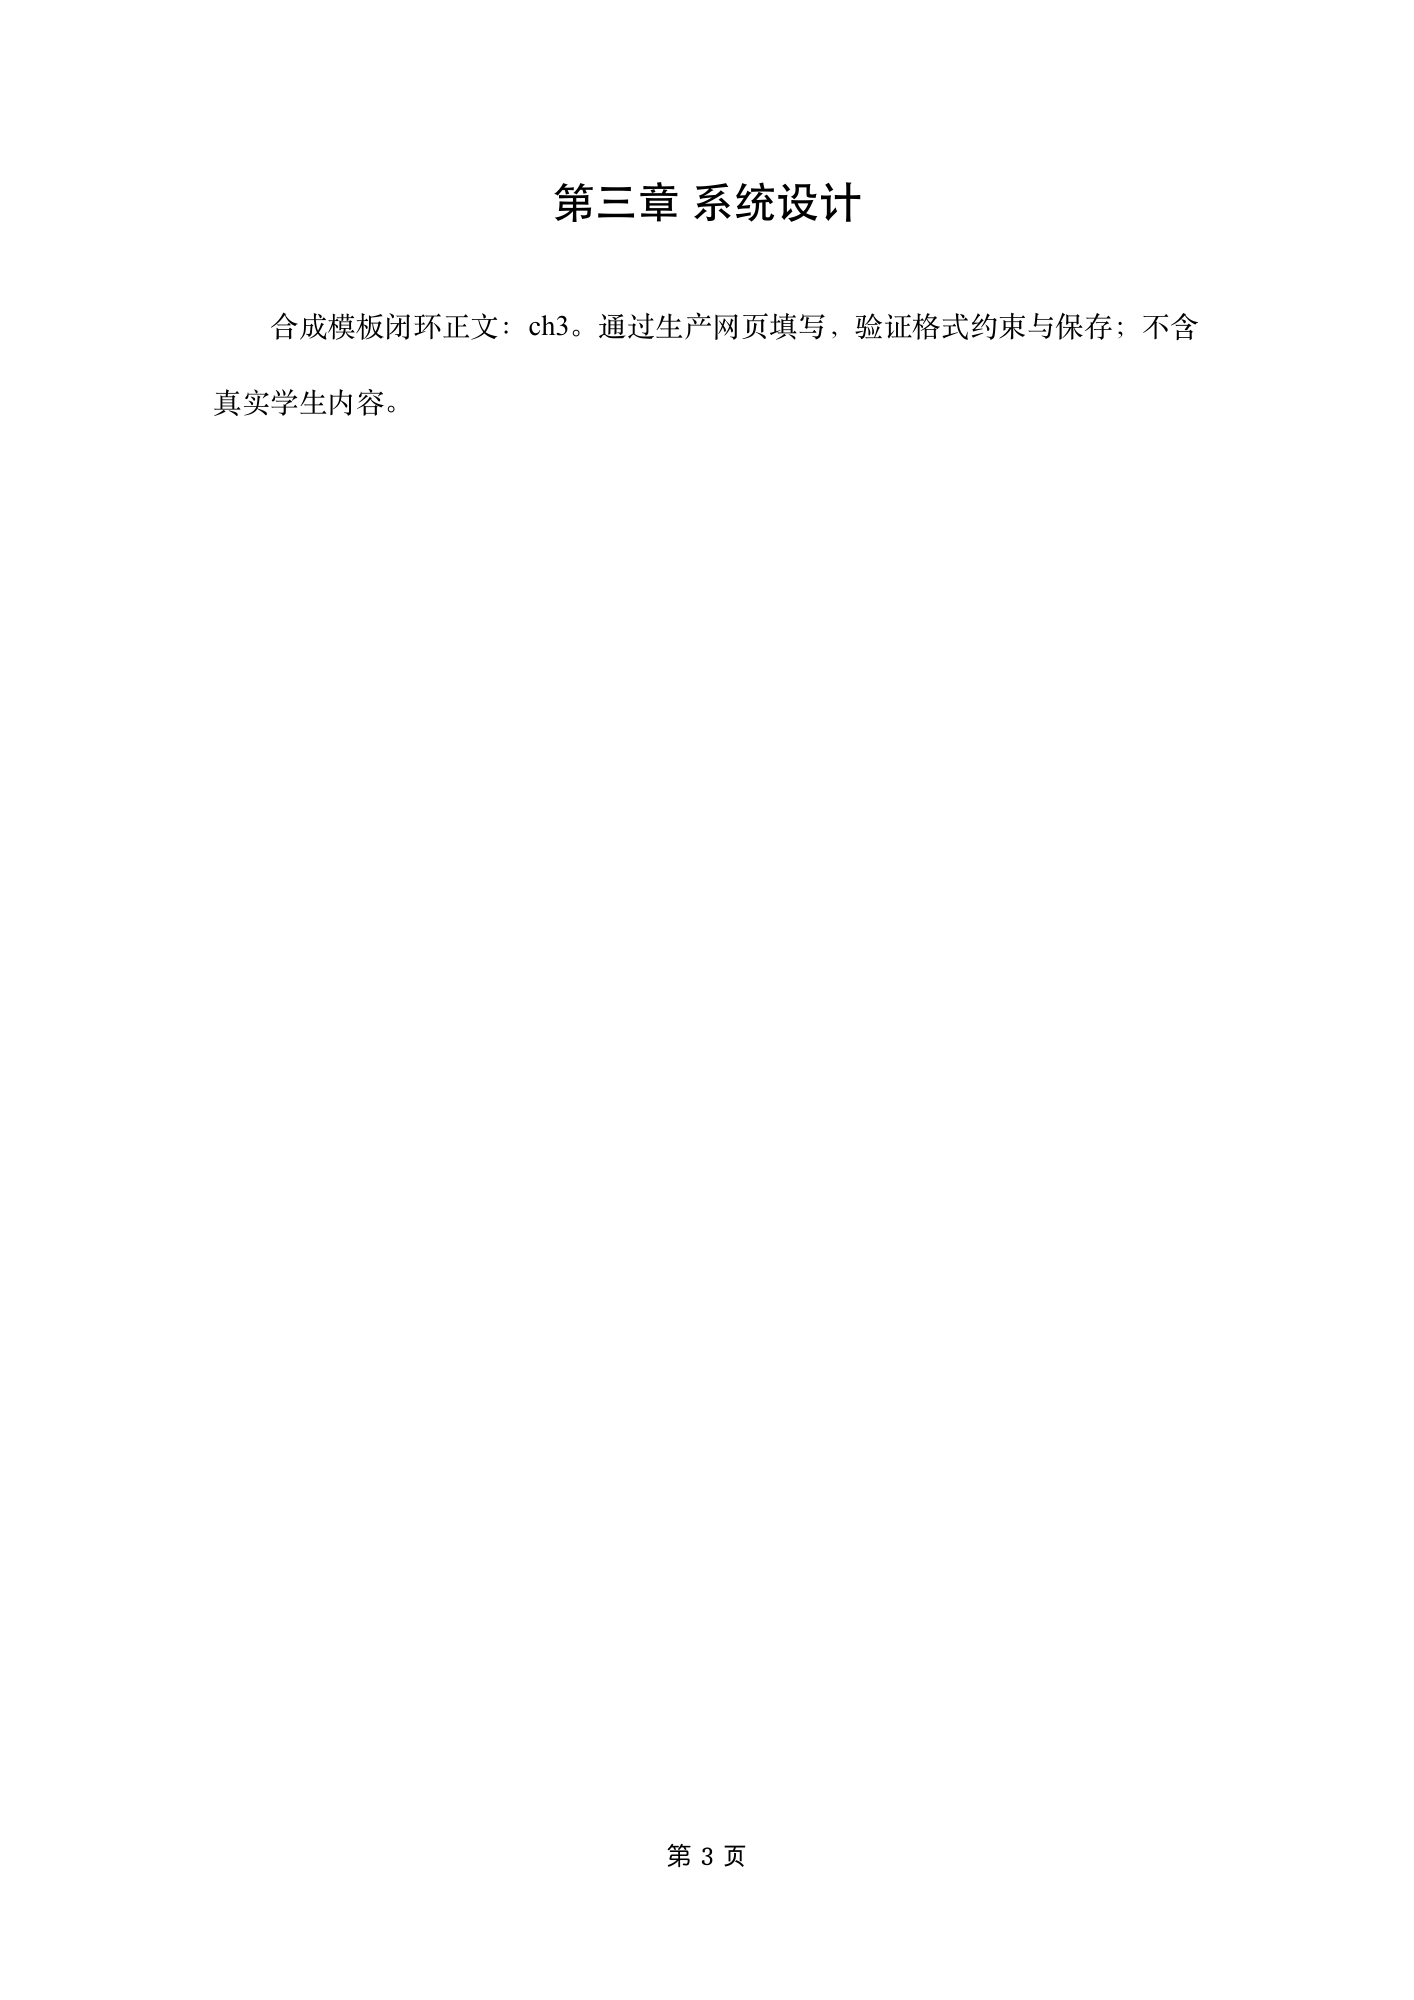 第三章 系统设计
合成模板闭环正文：ch3。通过生产网页填写，验证格式约束与保存；不含
真实学生内容。
第 3 页